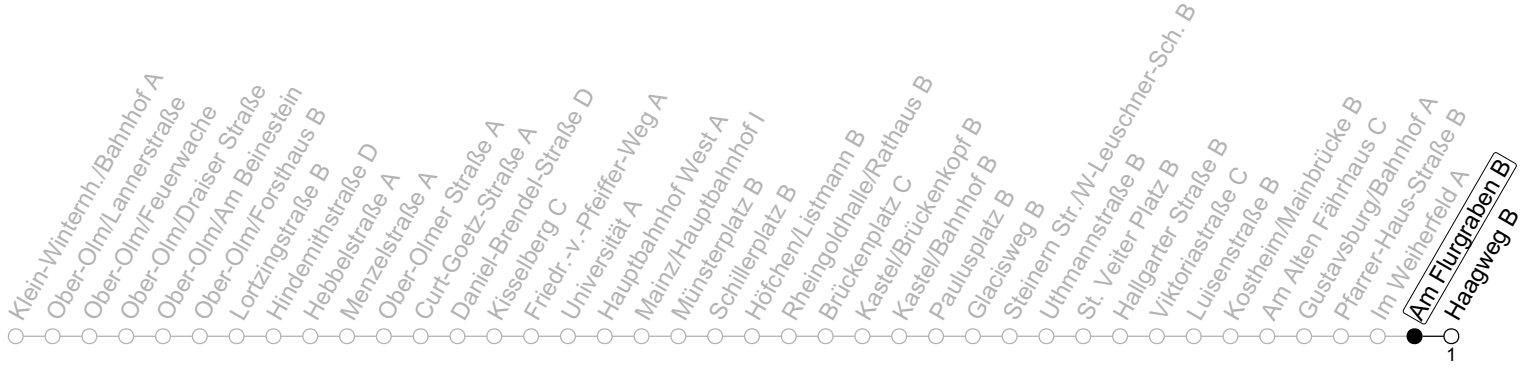 Klein-Winternh./Bahnhof A
Ober-Olm/Lannerstraße
Ober-Olm/Feuerwache
Ober-Olm/Draiser Straße
Ober-Olm/Am Beinestein
Ober-Olm/Forsthaus B
Lortzingstraße B
Hindemithstraße D
Hebbelstraße A
Menzelstraße A
Ober-Olmer Straße A
Curt-Goetz-Straße A
Daniel-Brendel-Straße D
Kisselberg C
Friedr.-v.-Pfeiffer-Weg A
Universität A
Hauptbahnhof West A
Mainz/Hauptbahnhof I
Münsterplatz B
Schillerplatz B
Höfchen/Listmann B
Rheingoldhalle/Rathaus B
Brückenplatz C
Kastel/Brückenkopf B
Kastel/Bahnhof B
Paulusplatz B
Glacisweg B
Steinern Str./W-Leuschner-Sch. B
Uthmannstraße B
St. Veiter Platz B
Hallgarter Straße B
Viktoriastraße C
Luisenstraße B
Kostheim/Mainbrücke B
Am Alten Fährhaus C
Gustavsburg/Bahnhof A
Pfarrer-Haus-Straße B
Im Weiherfeld A
Am Flurgraben B
Haagweg B
1